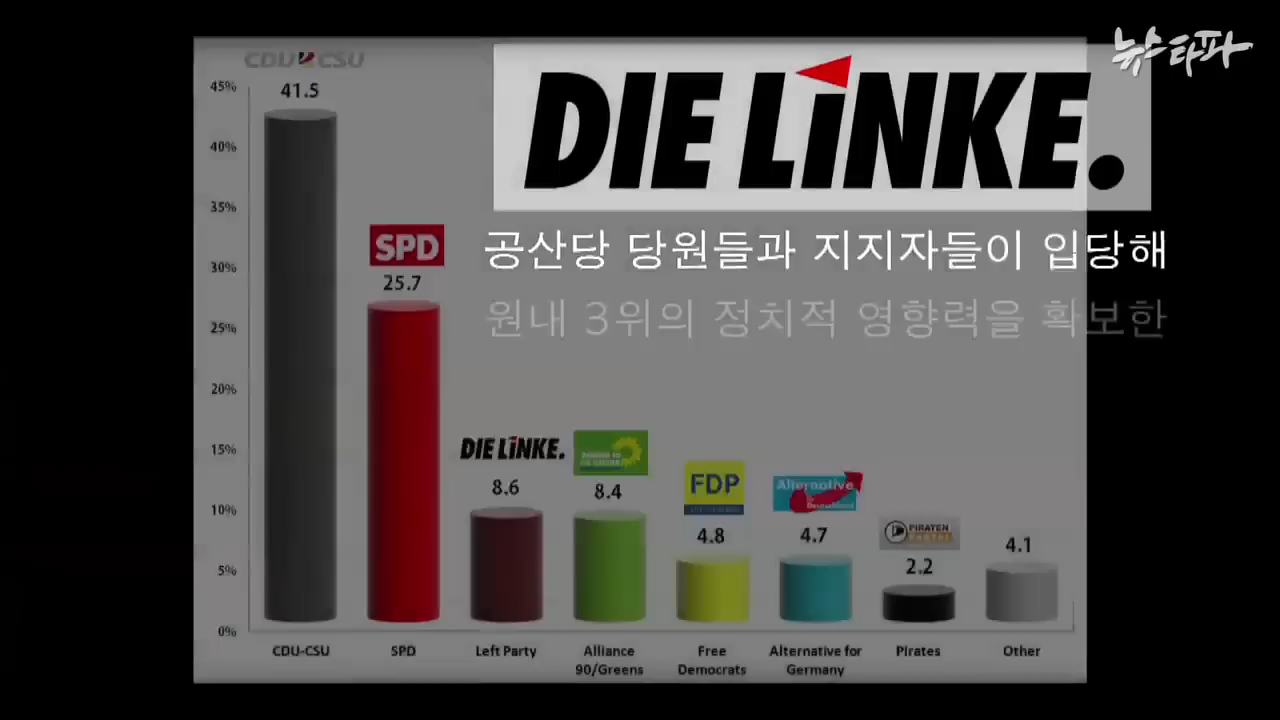 뉴스타파
CDU CSU
DIE LINKE.
공산당 당원들과 지지자들이 입당해
원내 3위의 정치적 영향력을 확보한
45%
40%
35%
30%
25%
20%
15%
10%
5%
0%
41.5
SPD
25.7
DIE LINKE.
8.6
8.4
FDP
4.8
Alternative
4.7
PIRATEN
2.2
4.1
CDU-CSU
SPD
Left Party
Alliance
90/Greens
Free
Democrats
Alternative for
Germany
Pirates
Other